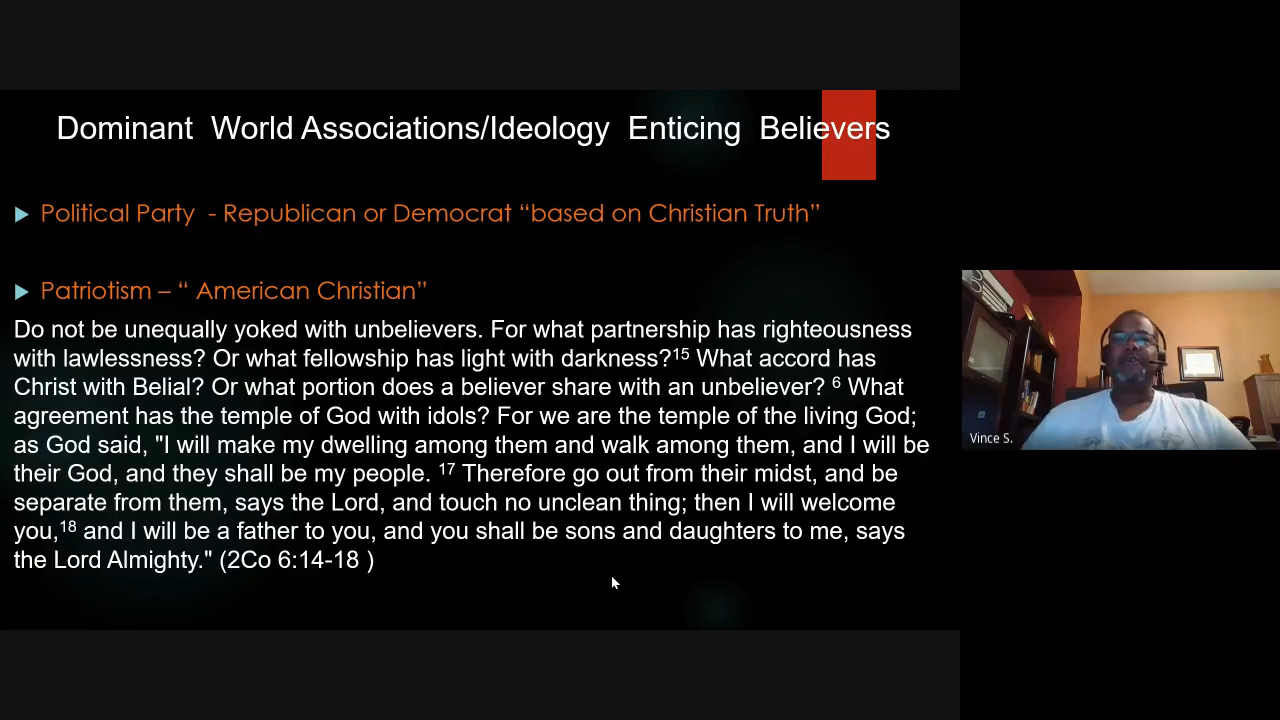 Dominant World Associations/Ideology Enticing Believers
Political Party - Republican or Democrat “based on Christian Truth”
Patriotism – “ American Christian”
Do not be unequally yoked with unbelievers. For what partnership has righteousness
with lawlessness? Or what fellowship has light with darkness?15 What accord has
Christ with Belial? Or what portion does a believer share with an unbeliever? 6 What
agreement has the temple of God with idols? For we are the temple of the living God;
as God said, "I will make my dwelling among them and walk among them, and I will be
their God, and they shall be my people. 17 Therefore go out from their midst, and be
separate from them, says the Lord, and touch no unclean thing; then I will welcome
you,18 and I will be a father to you, and you shall be sons and daughters to me, says
the Lord Almighty." (2Co 6:14-18 )
Vince S.